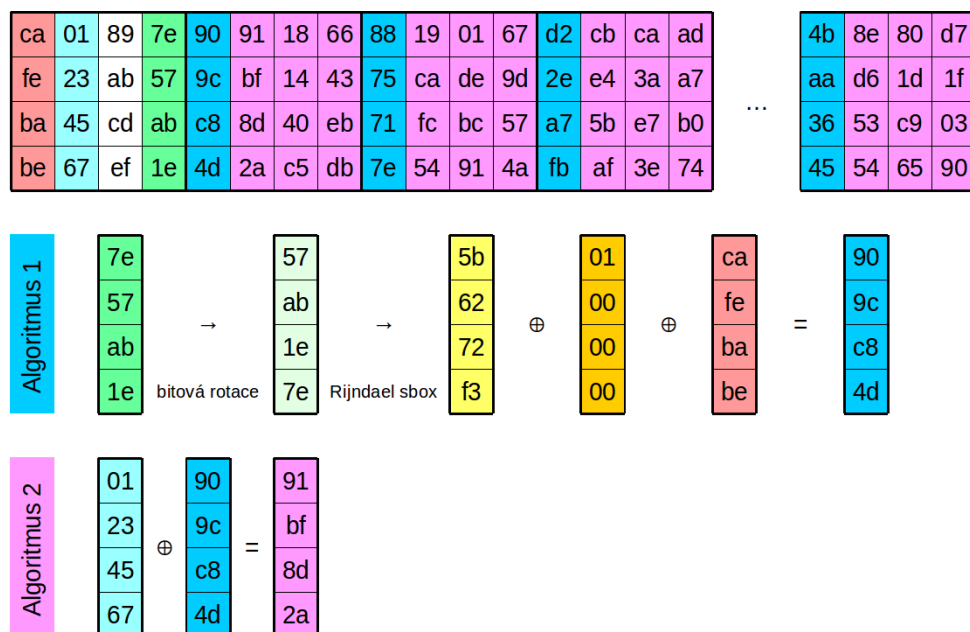 ca 01 89 7e 90 91 18 66 88 19 01 67 d2 cb ca ad 4b 8e 80 d7
fe 23 ab 57 9c bf 14 43 75 ca de 9d 2e e4 3a a7 aa d6 1d 1f
...
ba 45 cd ab c8 8d 40 eb 71 fc bc 57 a7 5b e7 b0 36 53 c9 03
be 67 ef 1e 4d 2a c5 db 7e 54 91 4a fb af 3e 74 45 54 65 90
Algoritmus 1
7e 57 5b 01 ca 90
57 ab 62 00 fe 9c
→ → ⊕ ⊕ =
ab 1e 72 00 ba c8
1e bitová rotace 7e Rijndael sbox f3 00 be 4d
Algoritmus 2
01 90 91
23 9c bf
⊕ =
45 c8 8d
67 4d 2a